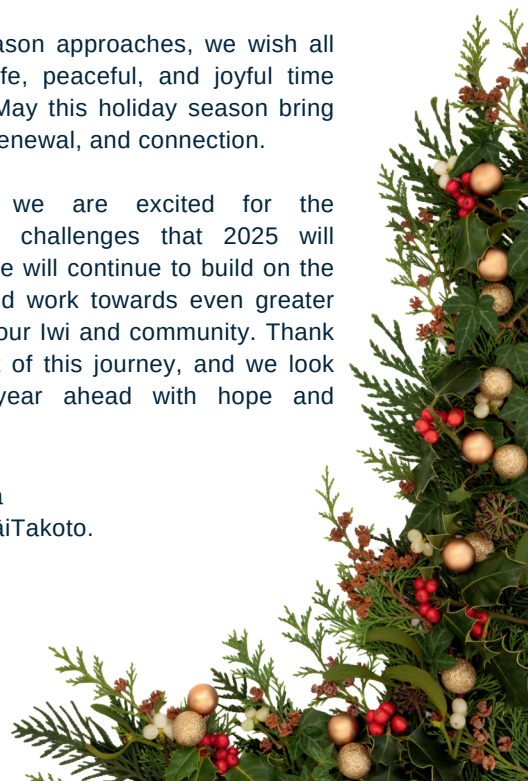 ason approaches, we wish all
fe, peaceful, and joyful time
May this holiday season bring
enewal, and connection.
we are excited for the
challenges that 2025 will
e will continue to build on the
d work towards even greater
our Iwi and community. Thank
of this journey, and we look
year ahead with hope and
iTakoto.